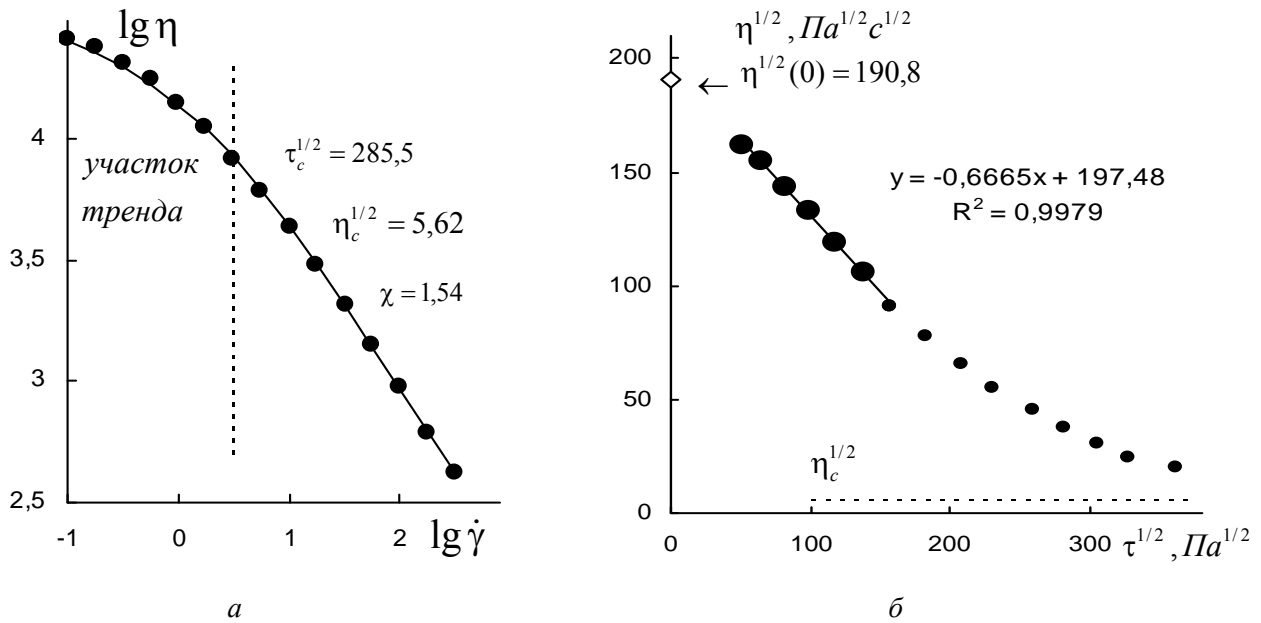 lg η
4
3,5
3
2,5
-1 0 1 2 lg γ̇
участок
тренда
τ_c^{1/2} = 285,5
η_c^{1/2} = 5,62
χ = 1,54
а
η^{1/2}, Па^{1/2}с^{1/2}
← η^{1/2}(0) = 190,8
200
150
100
50
0
y = -0,6665x + 197,48
R² = 0,9979
η_c^{1/2}
0 100 200 300 τ^{1/2}, Па^{1/2}
б